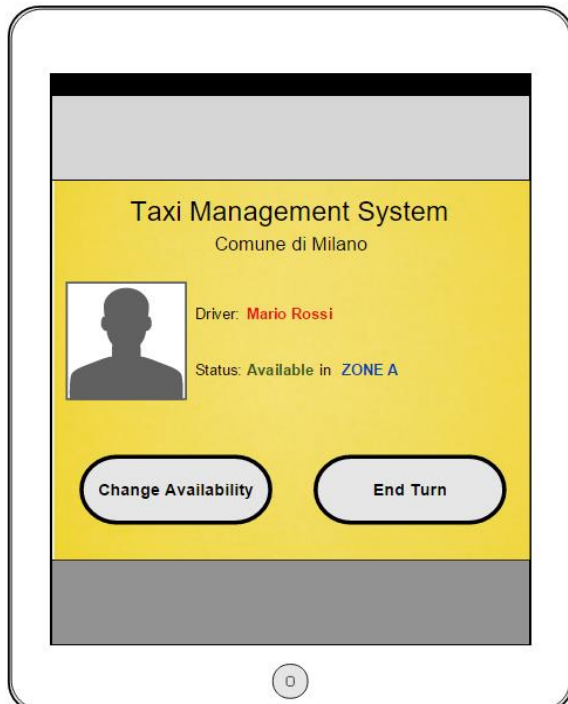 Taxi Management System
Comune di Milano
Driver: Mario Rossi
Status: Available in ZONE A
Change Availability
End Turn